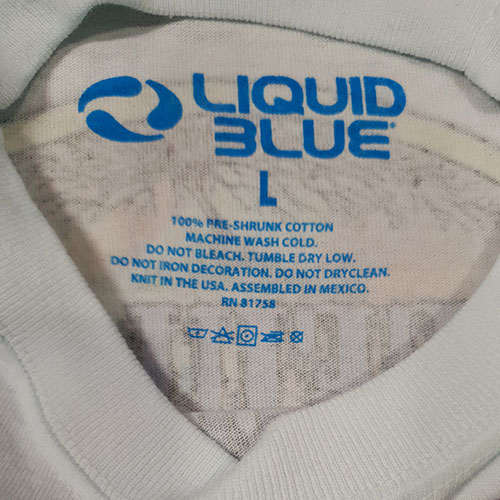 LIQUID
BLUE®
L
100% PRE-SHRUNK COTTON
MACHINE WASH COLD.
DO NOT BLEACH. TUMBLE DRY LOW.
DO NOT IRON DECORATION. DO NOT DRYCLEAN.
KNIT IN THE USA. ASSEMBLED IN MEXICO.
RN 81758